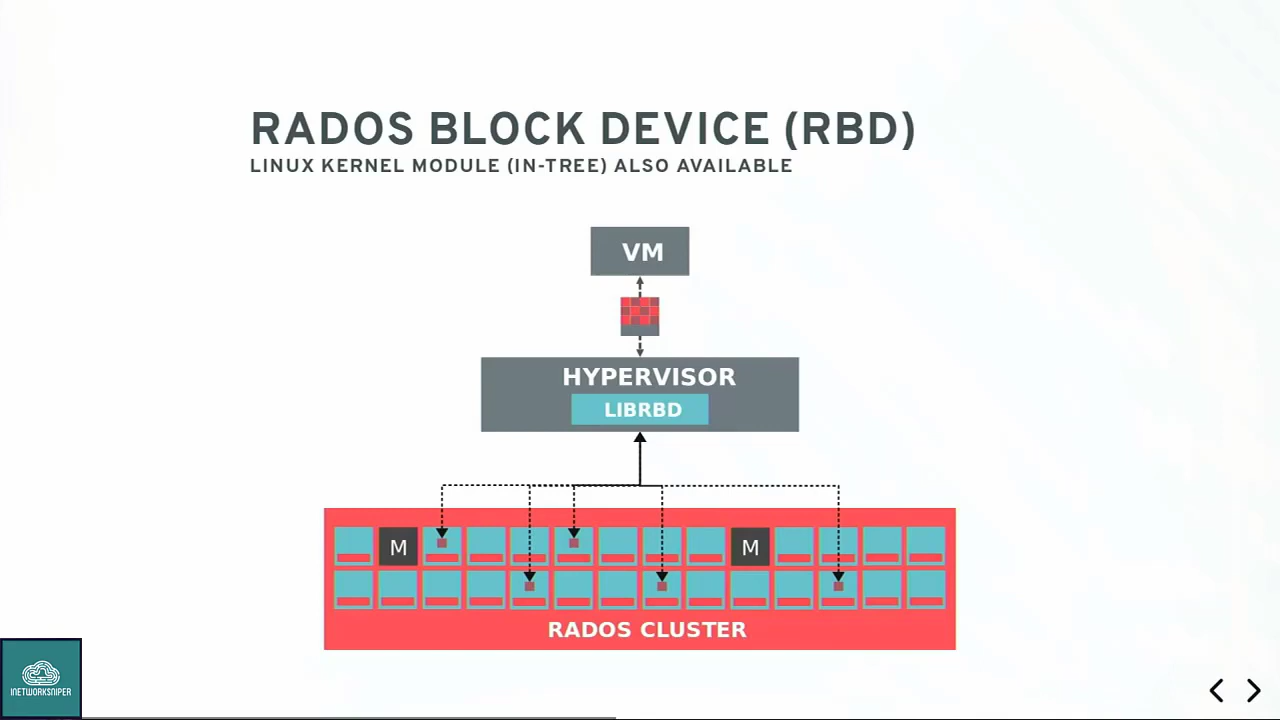 RADOS BLOCK DEVICE (RBD)
LINUX KERNEL MODULE (IN-TREE) ALSO AVAILABLE
VM
HYPERVISOR
LIBRBD
M
M
RADOS CLUSTER
INETWORKSNIPER